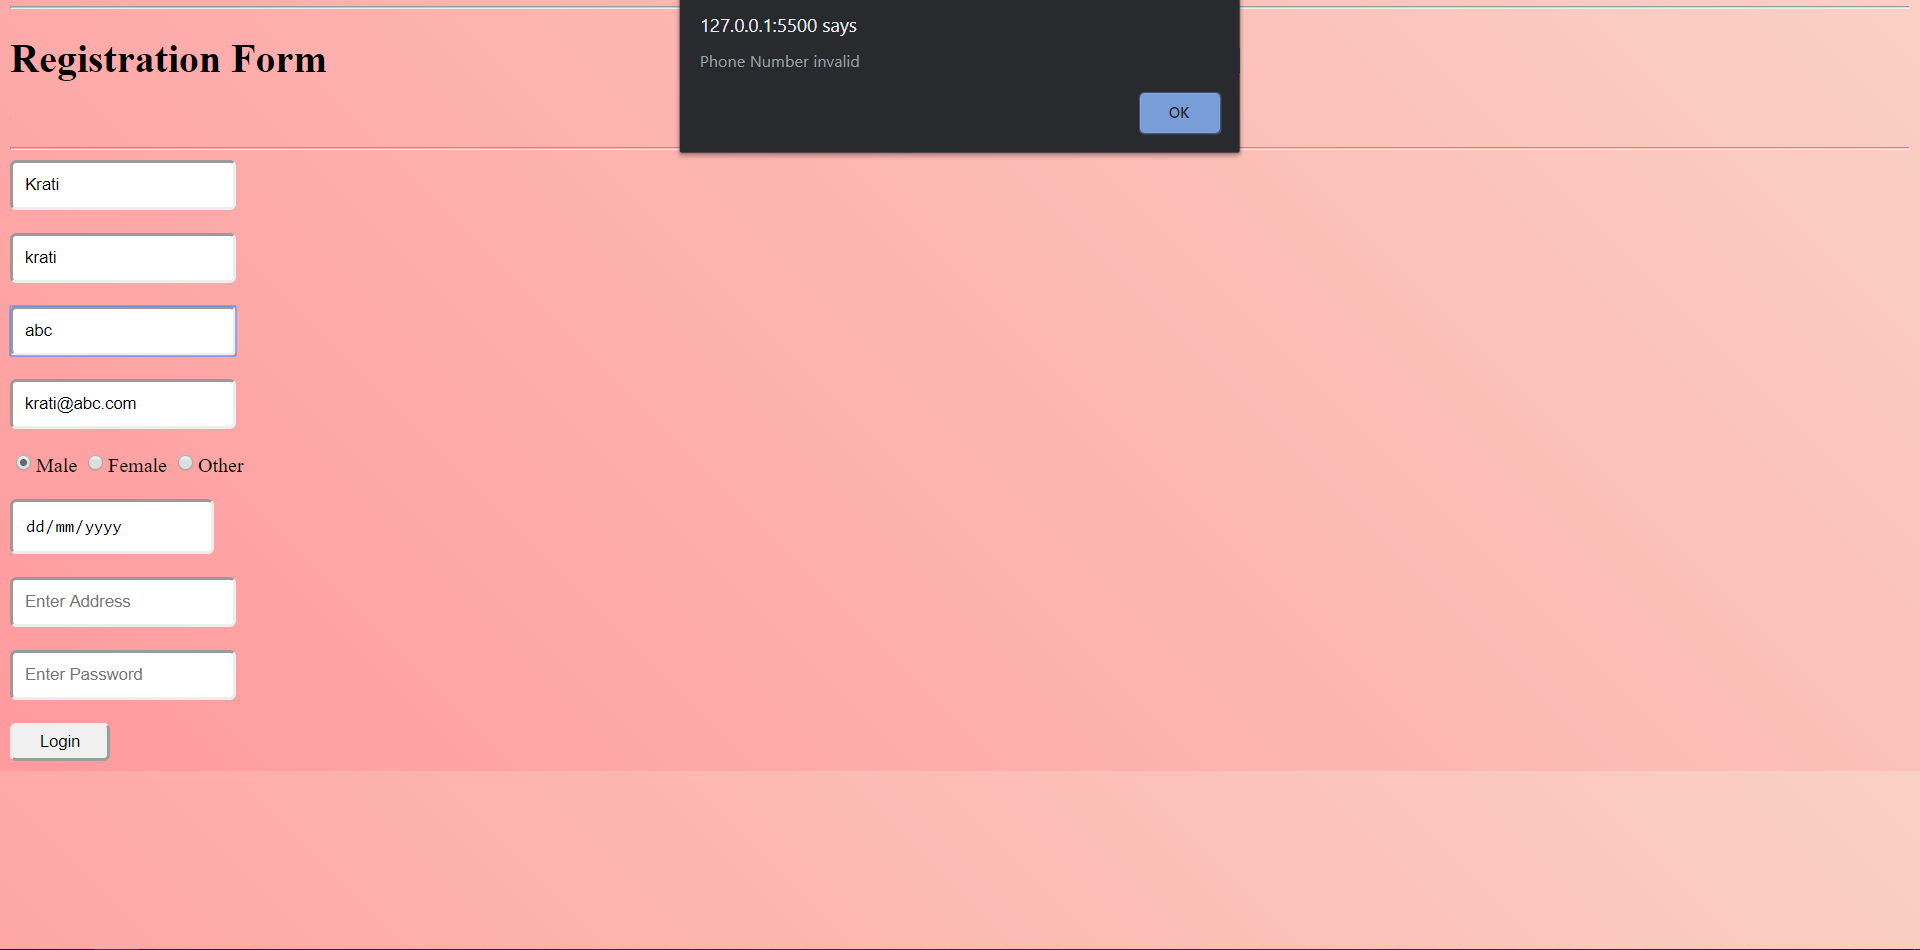 127.0.0.1:5500 says
Phone Number invalid
OK
Registration Form
Krati
krati
abc
krati@abc.com
Male Female Other
dd/mm/yyyy
Enter Address
Enter Password
Login